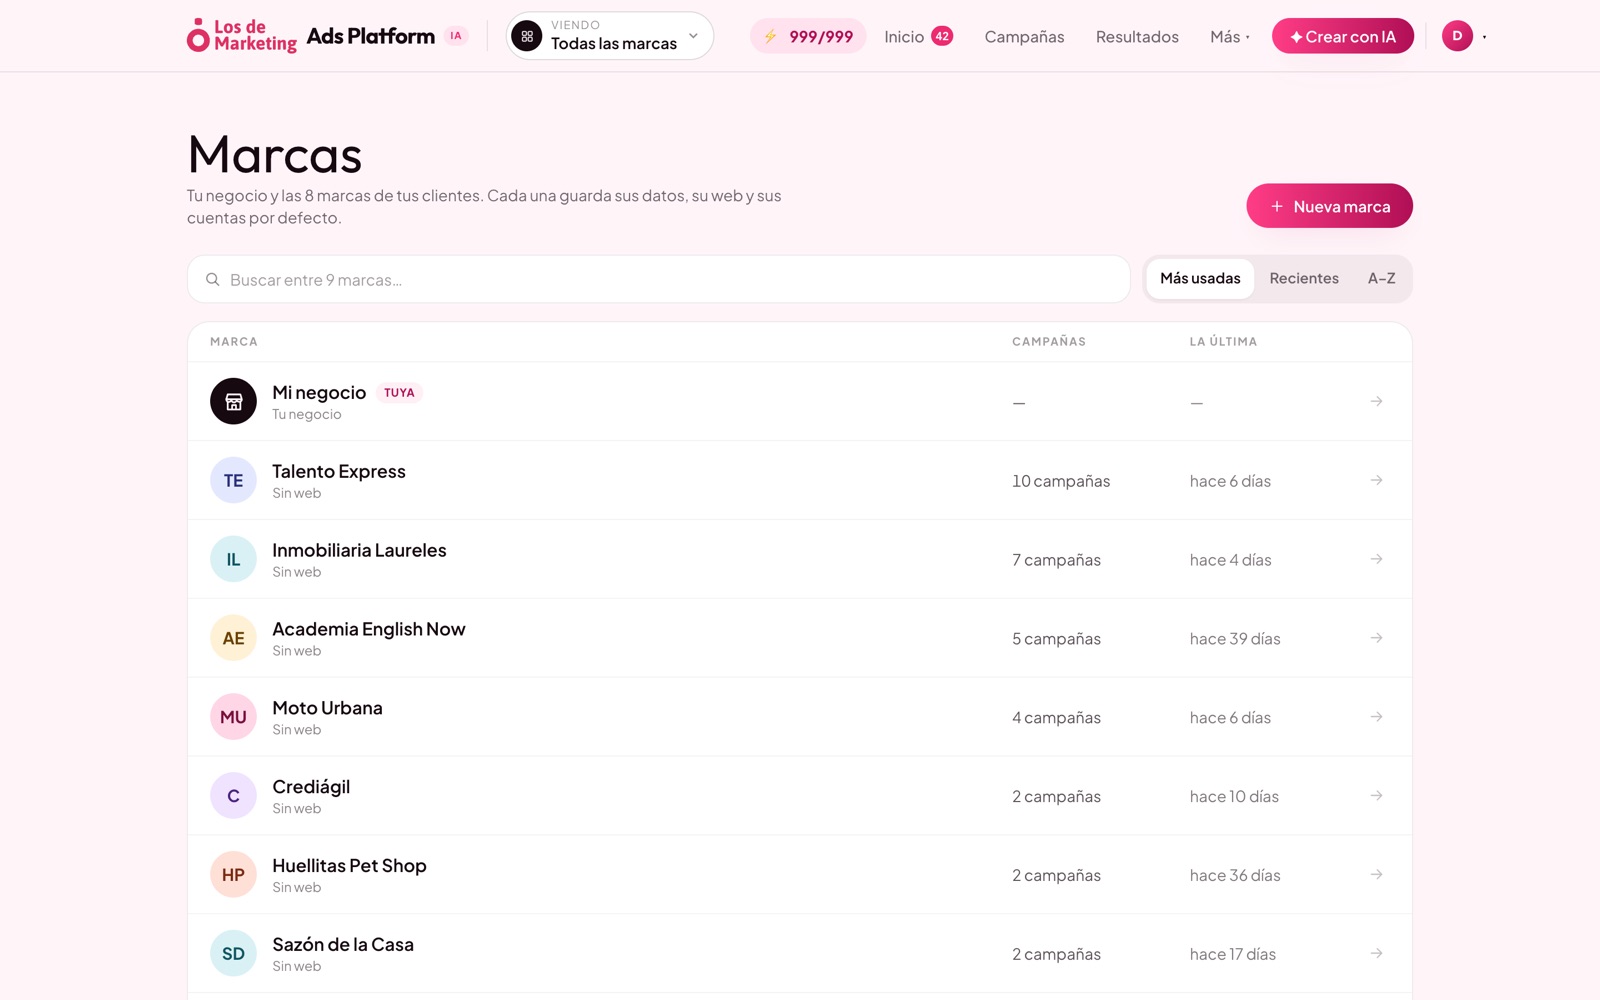 Los de
Marketing
Ads Platform
IA
VIENDO
Todas las marcas
999/999
Inicio 42
Campañas
Resultados
Más
Crear con IA
D
Marcas
Tu negocio y las 8 marcas de tus clientes. Cada una guarda sus datos, su web y sus
cuentas por defecto.
+ Nueva marca
Buscar entre 9 marcas...
Más usadas
Recientes
A–Z
MARCA CAMPAÑAS LA ÚLTIMA
Mi negocio TUYA
Tu negocio
— — →
TE
Talento Express
Sin web
10 campañas hace 6 días →
IL
Inmobiliaria Laureles
Sin web
7 campañas hace 4 días →
AE
Academia English Now
Sin web
5 campañas hace 39 días →
MU
Moto Urbana
Sin web
4 campañas hace 6 días →
C
Crediágil
Sin web
2 campañas hace 10 días →
HP
Huellitas Pet Shop
Sin web
2 campañas hace 36 días →
SD
Sazón de la Casa
Sin web
2 campañas hace 17 días →